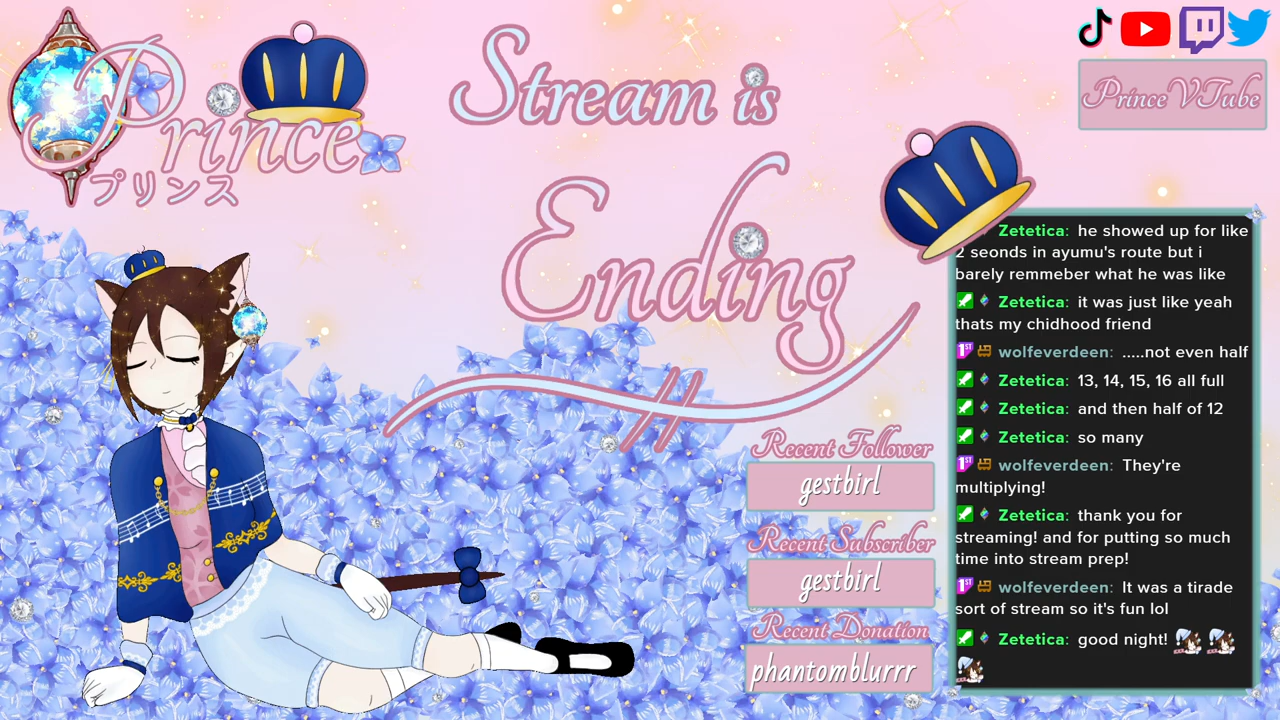 Prince
プリンス
Stream is
Ending
PrinceVTube
Zetetica: he showed up for like
2 seonds in ayumu's route but i
barely remmeber what he was like
Zetetica: it was just like yeah
thats my chidhood friend
1ST wolfeverdeen: .....not even half
Zetetica: 13, 14, 15, 16 all full
Zetetica: and then half of 12
Zetetica: so many
1ST wolfeverdeen: They're
multiplying!
Zetetica: thank you for
streaming! and for putting so much
time into stream prep!
1ST wolfeverdeen: It was a tirade
sort of stream so it's fun lol
Zetetica: good night!
Recent Follower
gestbirl
Recent Subscriber
gestbirl
Recent Donation
phantomblurrr